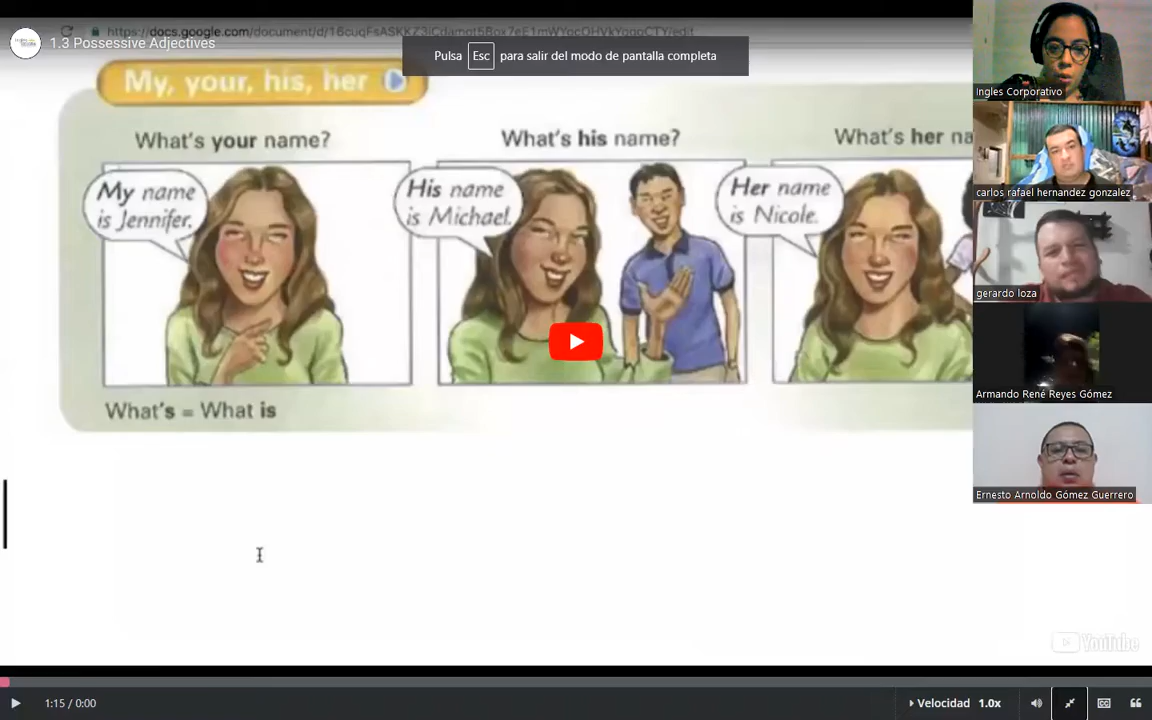 1.3 Possessive Adjectives
Pulsa Esc para salir del modo de pantalla completa
My, your, his, her
What's your name?
What's his name?
What's her na
My name
is Jennifer.
His name
is Michael.
Her name
is Nicole.
What's = What is
Ingles Corporativo
carlos rafael hernandez gonzalez
gerardo loza
Armando René Reyes Gómez
Ernesto Arnoldo Gómez Guerrero
YouTube
1:15 / 0:00
Velocidad 1.0x